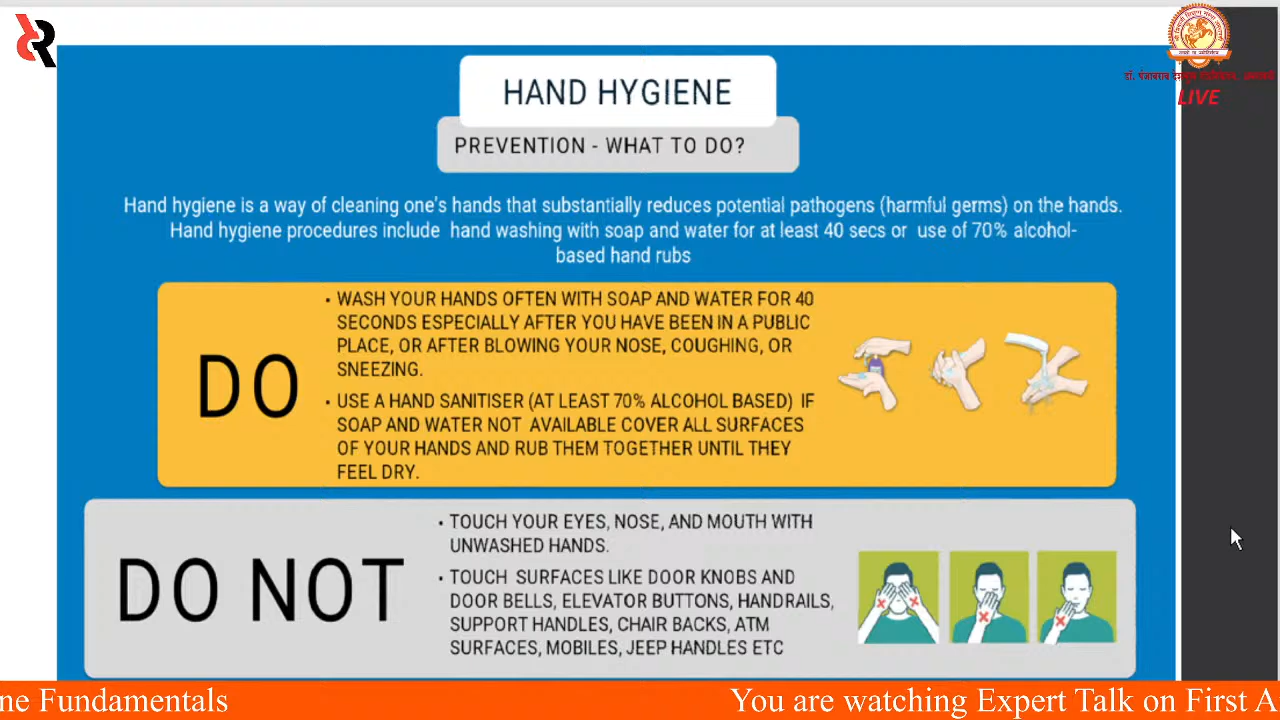 HAND HYGIENE
PREVENTION - WHAT TO DO?
LIVE
Hand hygiene is a way of cleaning one's hands that substantially reduces potential pathogens (harmful germs) on the hands.
Hand hygiene procedures include hand washing with soap and water for at least 40 secs or use of 70% alcohol-
based hand rubs
DO
• WASH YOUR HANDS OFTEN WITH SOAP AND WATER FOR 40
SECONDS ESPECIALLY AFTER YOU HAVE BEEN IN A PUBLIC
PLACE, OR AFTER BLOWING YOUR NOSE, COUGHING, OR
SNEEZING.
• USE A HAND SANITISER (AT LEAST 70% ALCOHOL BASED) IF
SOAP AND WATER NOT AVAILABLE COVER ALL SURFACES
OF YOUR HANDS AND RUB THEM TOGETHER UNTIL THEY
FEEL DRY.
DO NOT
• TOUCH YOUR EYES, NOSE, AND MOUTH WITH
UNWASHED HANDS.
• TOUCH SURFACES LIKE DOOR KNOBS AND
DOOR BELLS, ELEVATOR BUTTONS, HANDRAILS,
SUPPORT HANDLES, CHAIR BACKS, ATM
SURFACES, MOBILES, JEEP HANDLES ETC
ne Fundamentals You are watching Expert Talk on First A